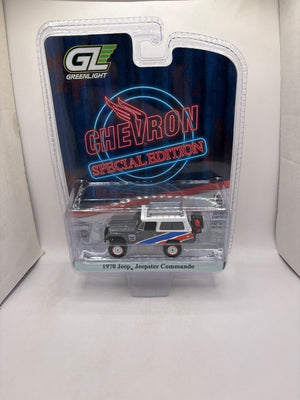 GL
GREENLIGHT
CHEVRON
SPECIAL EDITION
1970 Jeep® Jeepster Commando